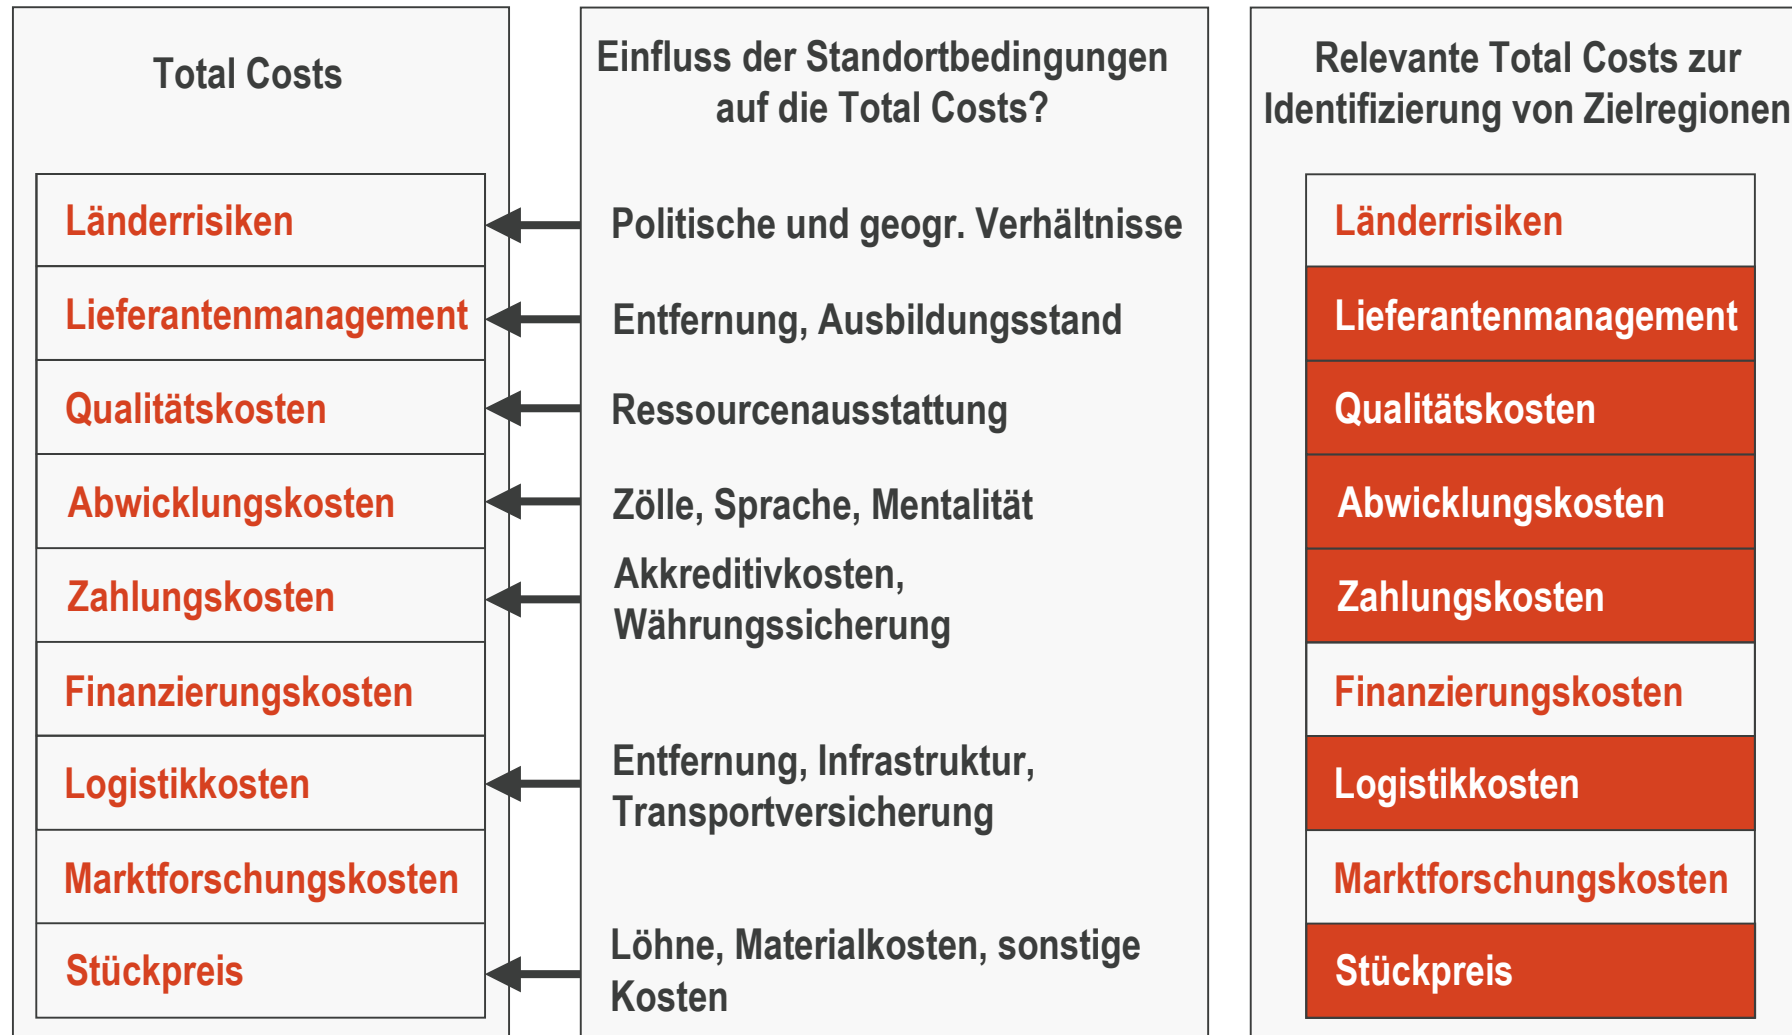 Total Costs
Länderrisiken
Lieferantenmanagement
Qualitätskosten
Abwicklungskosten
Zahlungskosten
Finanzierungskosten
Logistikkosten
Marktforschungskosten
Stückpreis
Einfluss der Standortbedingungen
auf die Total Costs?
Politische und geogr. Verhältnisse
Entfernung, Ausbildungsstand
Ressourcenausstattung
Zölle, Sprache, Mentalität
Akkreditivkosten,
Währungssicherung
Entfernung, Infrastruktur,
Transportversicherung
Löhne, Materialkosten, sonstige
Kosten
Relevante Total Costs zur
Identifizierung von Zielregionen
Länderrisiken
Lieferantenmanagement
Qualitätskosten
Abwicklungskosten
Zahlungskosten
Finanzierungskosten
Logistikkosten
Marktforschungskosten
Stückpreis